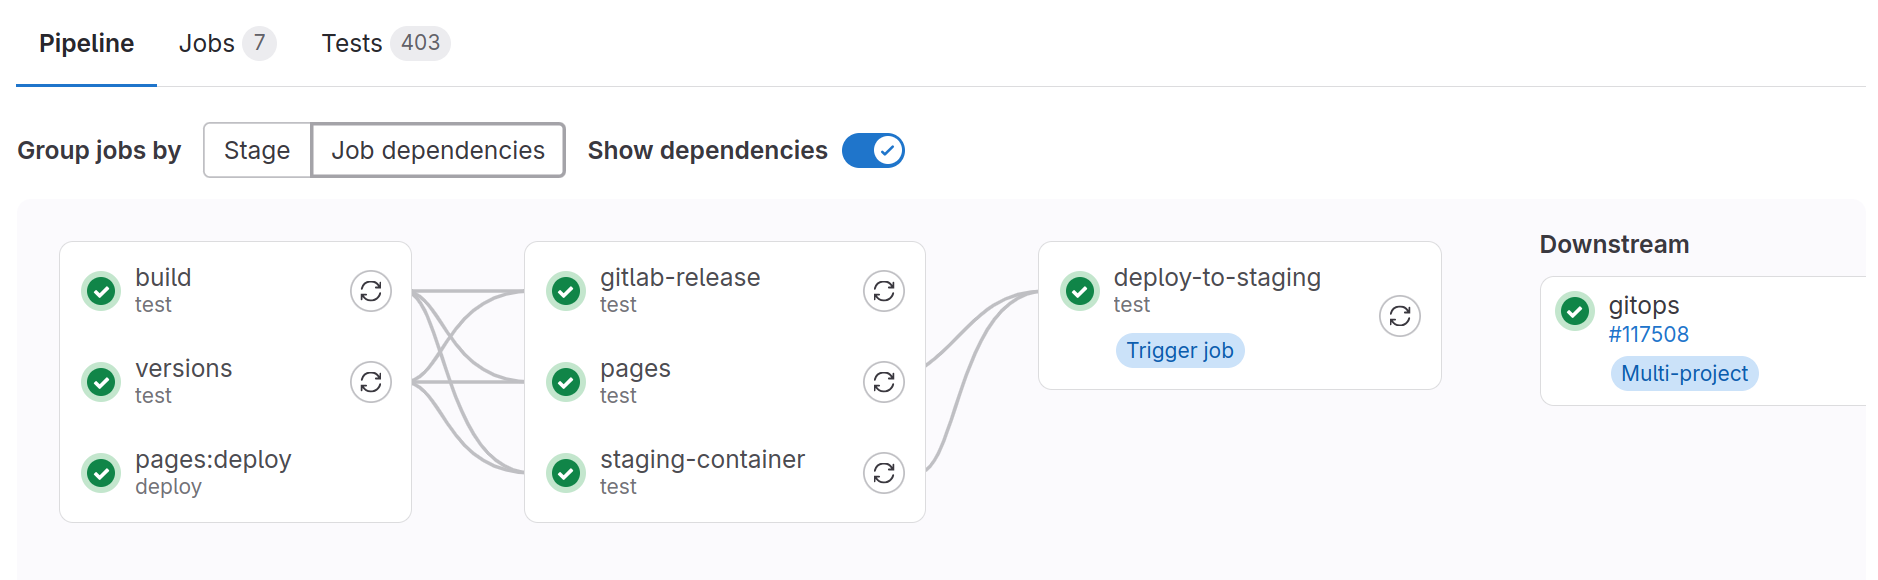 Pipeline Jobs 7 Tests 403
Group jobs by Stage Job dependencies Show dependencies
build
test
versions
test
pages:deploy
deploy
gitlab-release
test
pages
test
staging-container
test
deploy-to-staging
test
Trigger job
Downstream
gitops
#117508
Multi-project